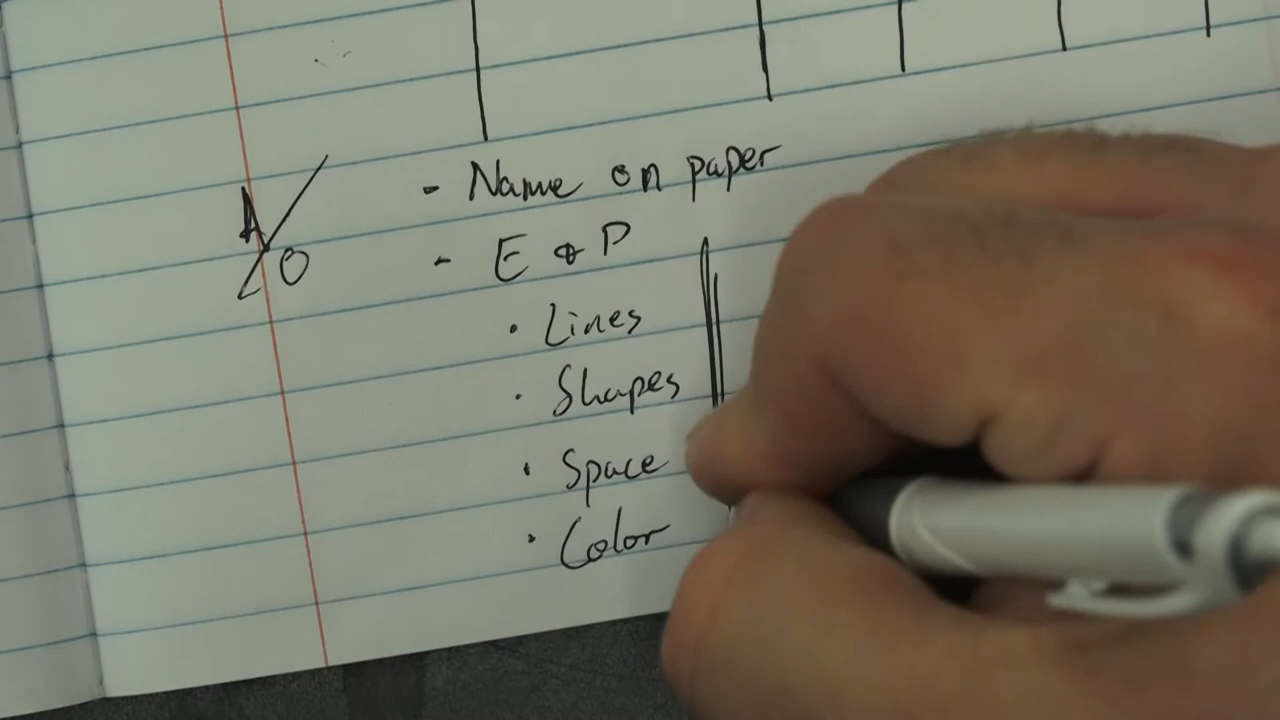 A/O
- Name on paper
- E & P
· Lines
· Shapes
· Space
· Color